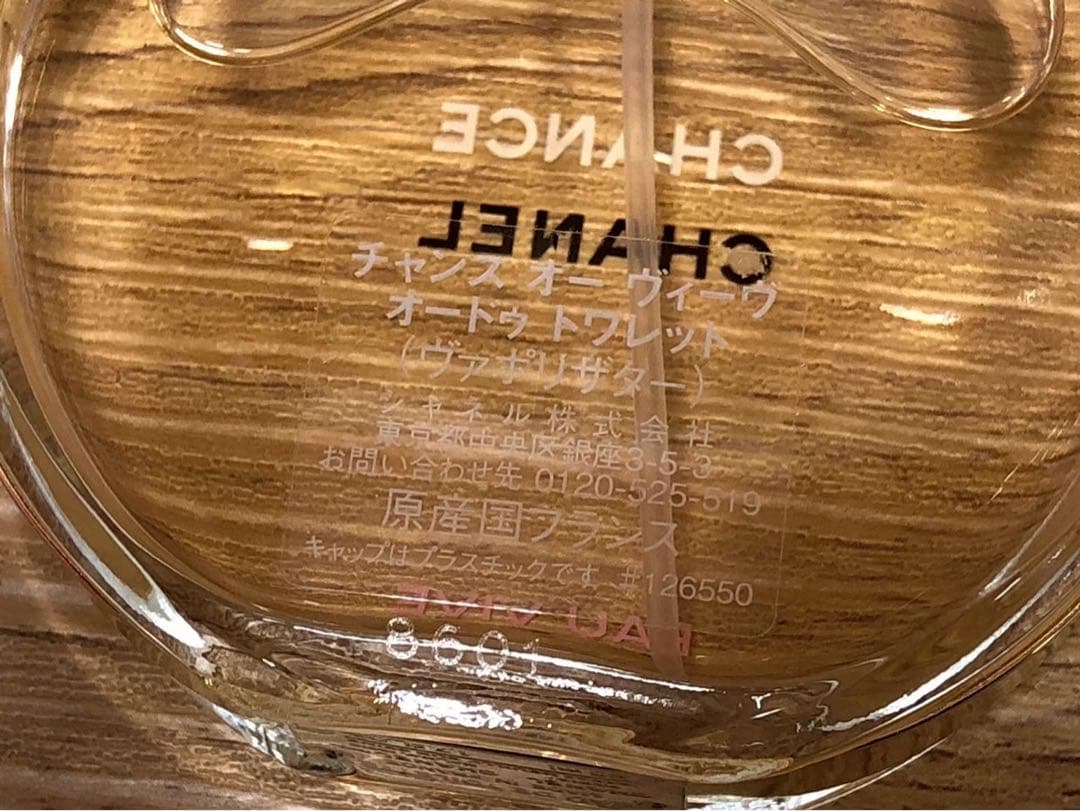 CHANCE
CHANEL
チャンス オー ヴィーヴ
オードゥ トワレット
(ヴァポリザター)
シャネル株式会社
東京都中央区銀座3-5-3
お問い合わせ先 0120-525-519
原産国フランス
キャップはプラスチックです。#126550
EAU VIVE
8601